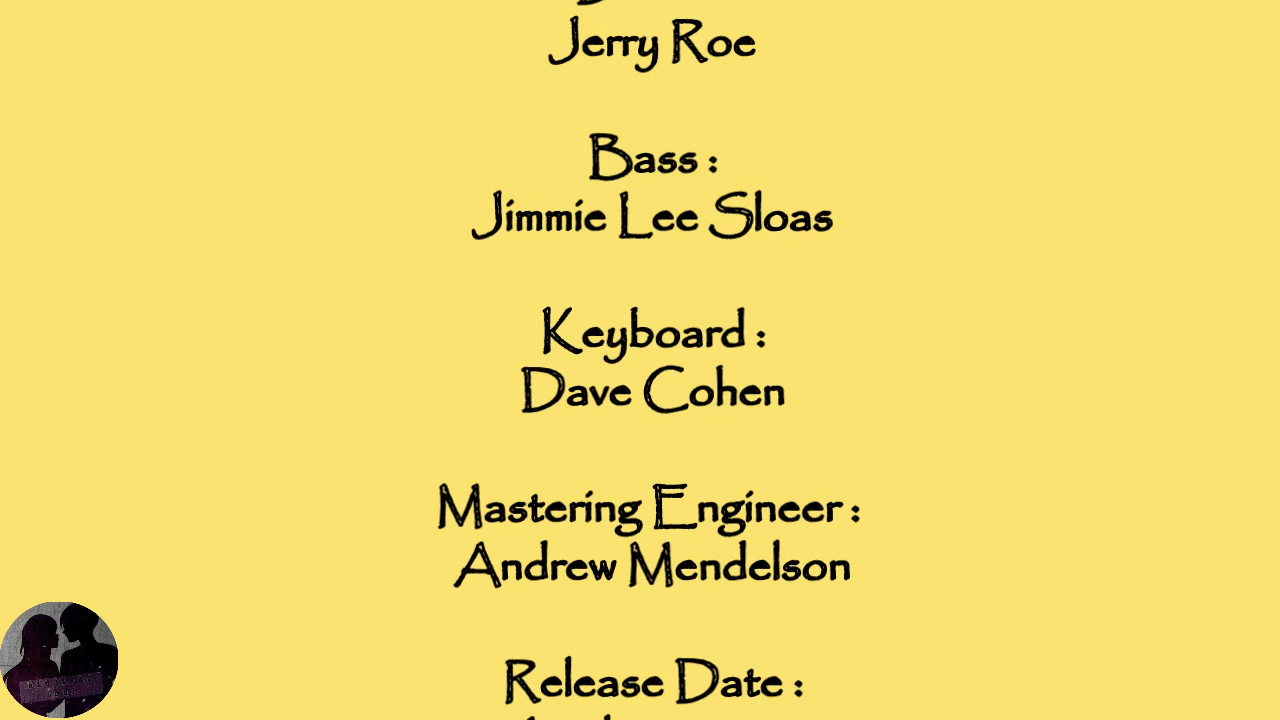 Jerry Roe
Bass :
Jimmie Lee Sloas
Keyboard :
Dave Cohen
Mastering Engineer :
Andrew Mendelson
Release Date :